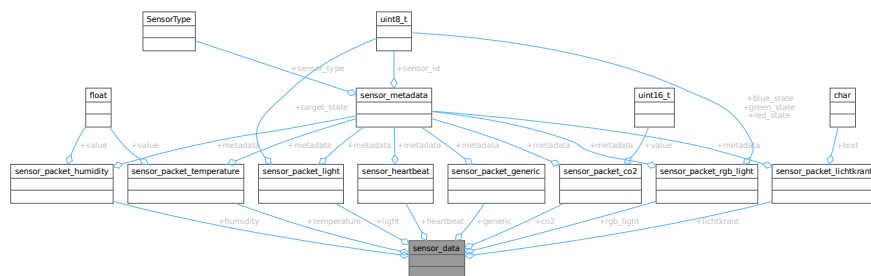 SensorType
uint8_t
+sensor_type
+sensor_id
float
sensor_metadata
uint16_t
char
+blue_state
+green_state
+red_state
+target_state
+value
+value
+metadata
+metadata
+metadata
+metadata
+metadata
+metadata
+value
+metadata
+metadata
+text
sensor_packet_humidity
sensor_packet_temperature
sensor_packet_light
sensor_heartbeat
sensor_packet_generic
sensor_packet_co2
sensor_packet_rgb_light
sensor_packet_lichtkrant
+humidity
+temperature
+light
+heartbeat
+generic
+co2
+rgb_light
+lichtkrant
sensor_data